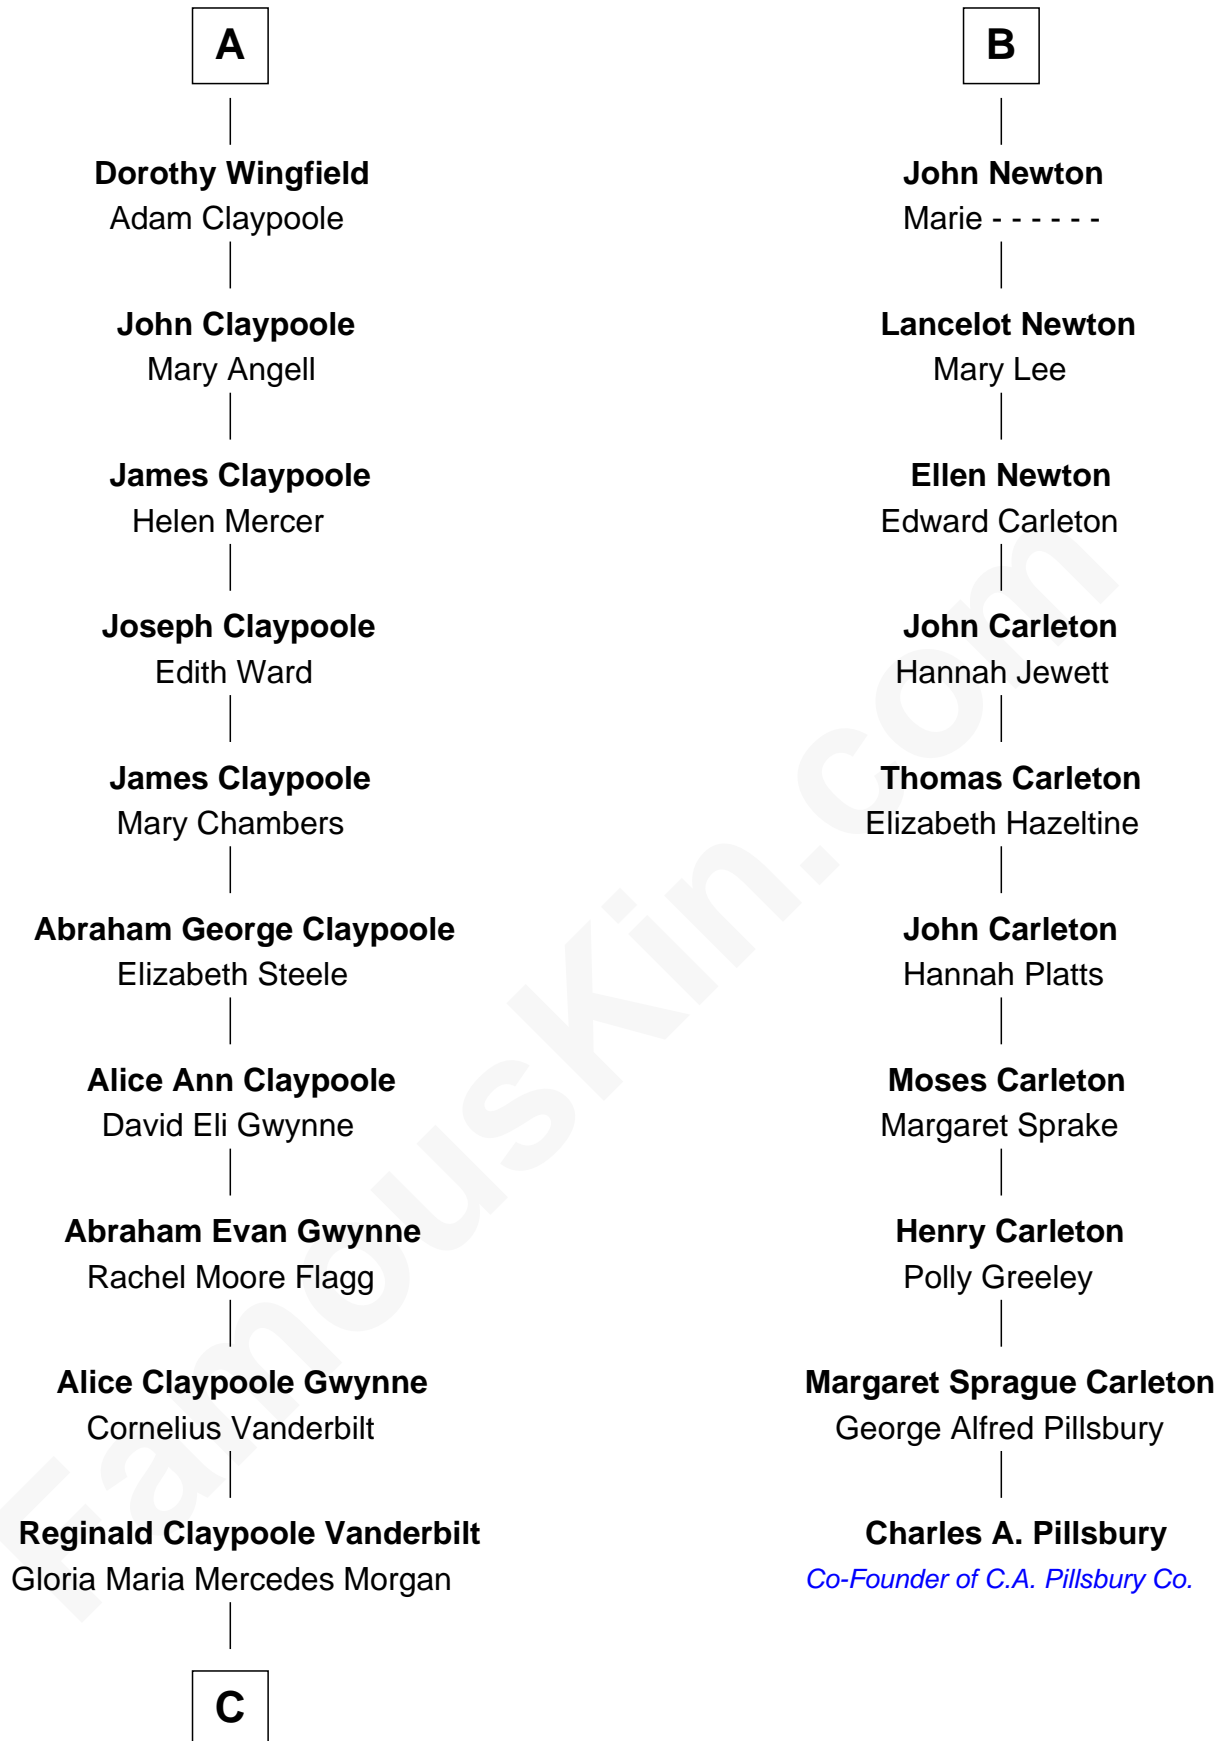 A
Dorothy Wingfield
Adam Claypoole
John Claypoole
Mary Angell
James Claypoole
Helen Mercer
Joseph Claypoole
Edith Ward
James Claypoole
Mary Chambers
Abraham George Claypoole
Elizabeth Steele
Alice Ann Claypoole
David Eli Gwynne
Abraham Evan Gwynne
Rachel Moore Flagg
Alice Claypoole Gwynne
Cornelius Vanderbilt
Reginald Claypoole Vanderbilt
Gloria Maria Mercedes Morgan
C
B
John Newton
Marie - - - - - -
Lancelot Newton
Mary Lee
Ellen Newton
Edward Carleton
John Carleton
Hannah Jewett
Thomas Carleton
Elizabeth Hazeltine
John Carleton
Hannah Platts
Moses Carleton
Margaret Sprake
Henry Carleton
Polly Greeley
Margaret Sprague Carleton
George Alfred Pillsbury
Charles A. Pillsbury
Co-Founder of C.A. Pillsbury Co.
FamousKin.com